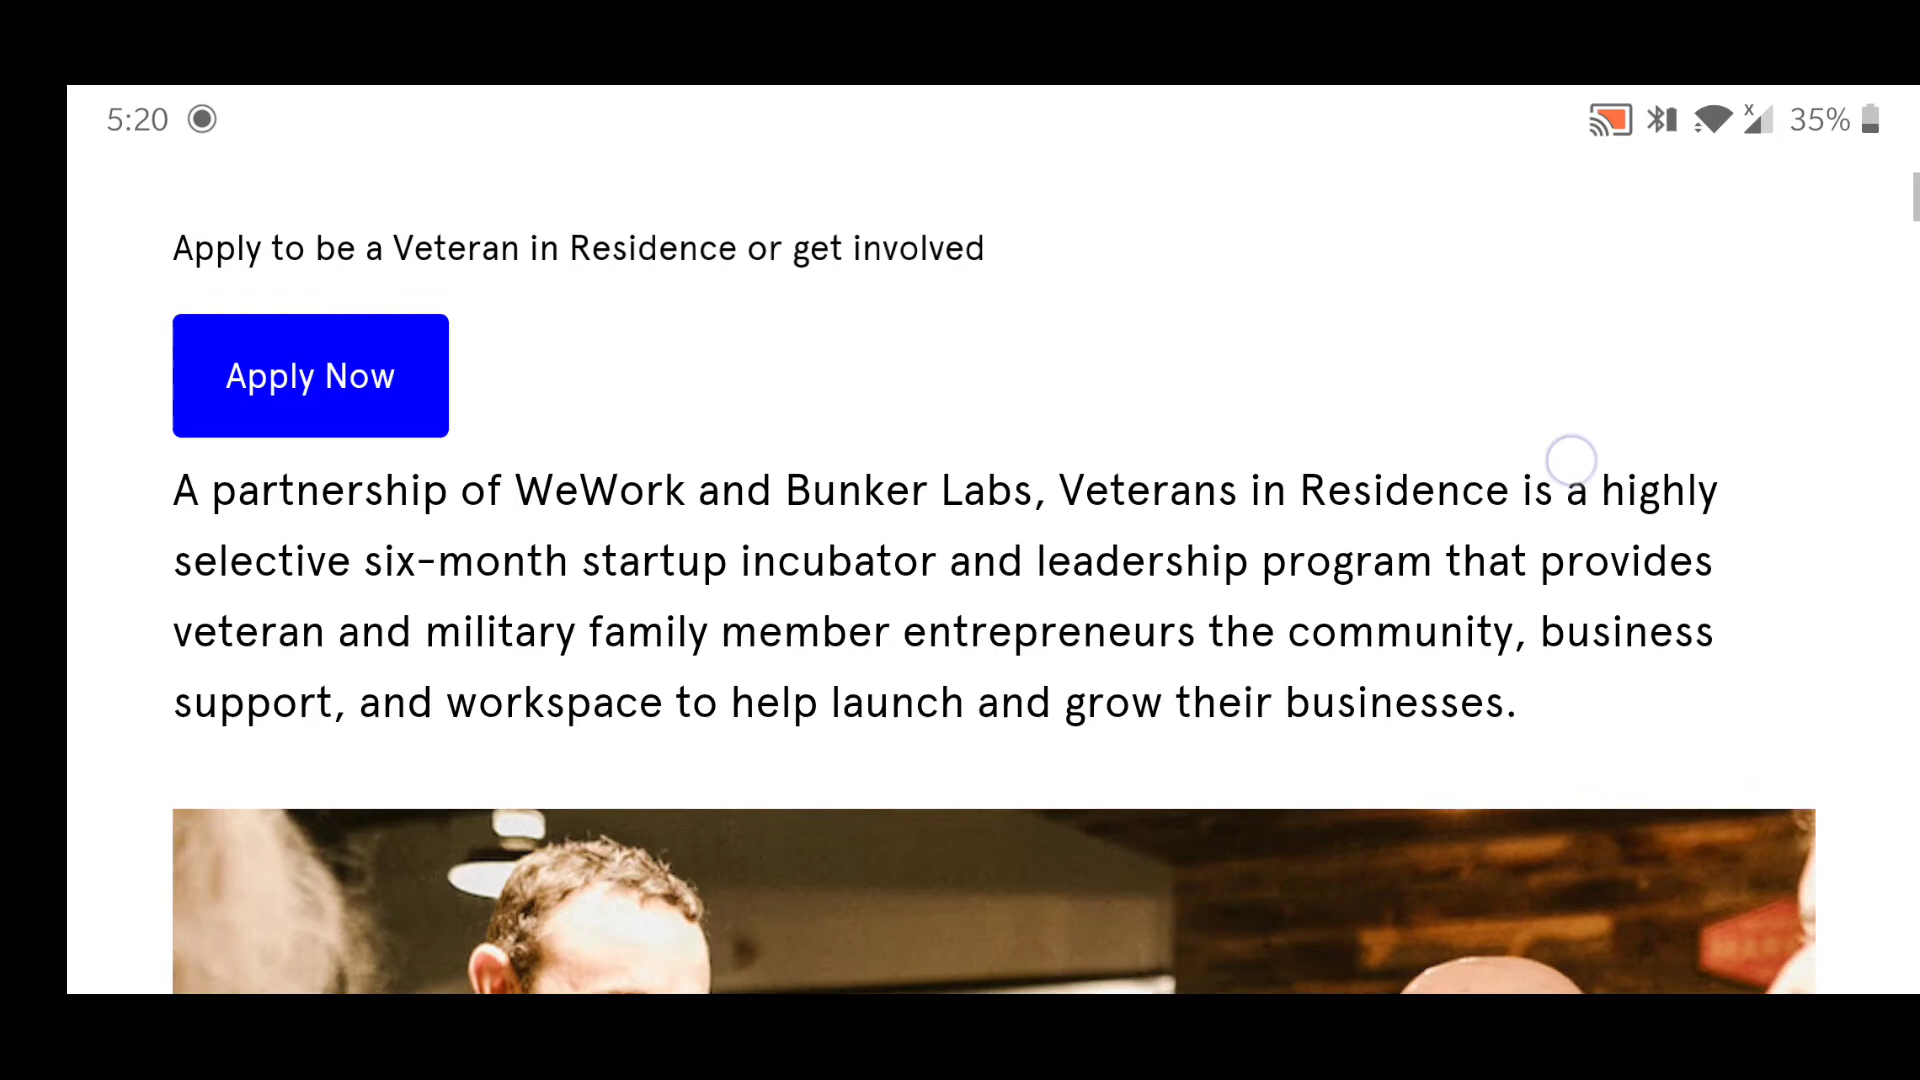 5:20 35%
Apply to be a Veteran in Residence or get involved
Apply Now
A partnership of WeWork and Bunker Labs, Veterans in Residence is a highly
selective six-month startup incubator and leadership program that provides
veteran and military family member entrepreneurs the community, business
support, and workspace to help launch and grow their businesses.